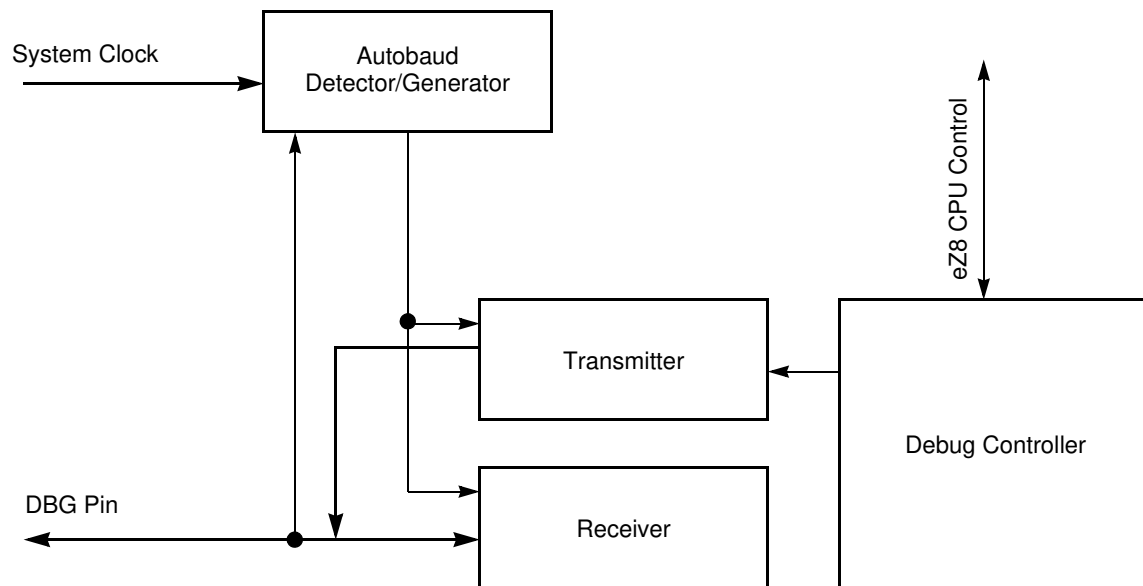 System Clock
Autobaud
Detector/Generator
eZ8 CPU Control
Transmitter
Debug Controller
DBG Pin
Receiver